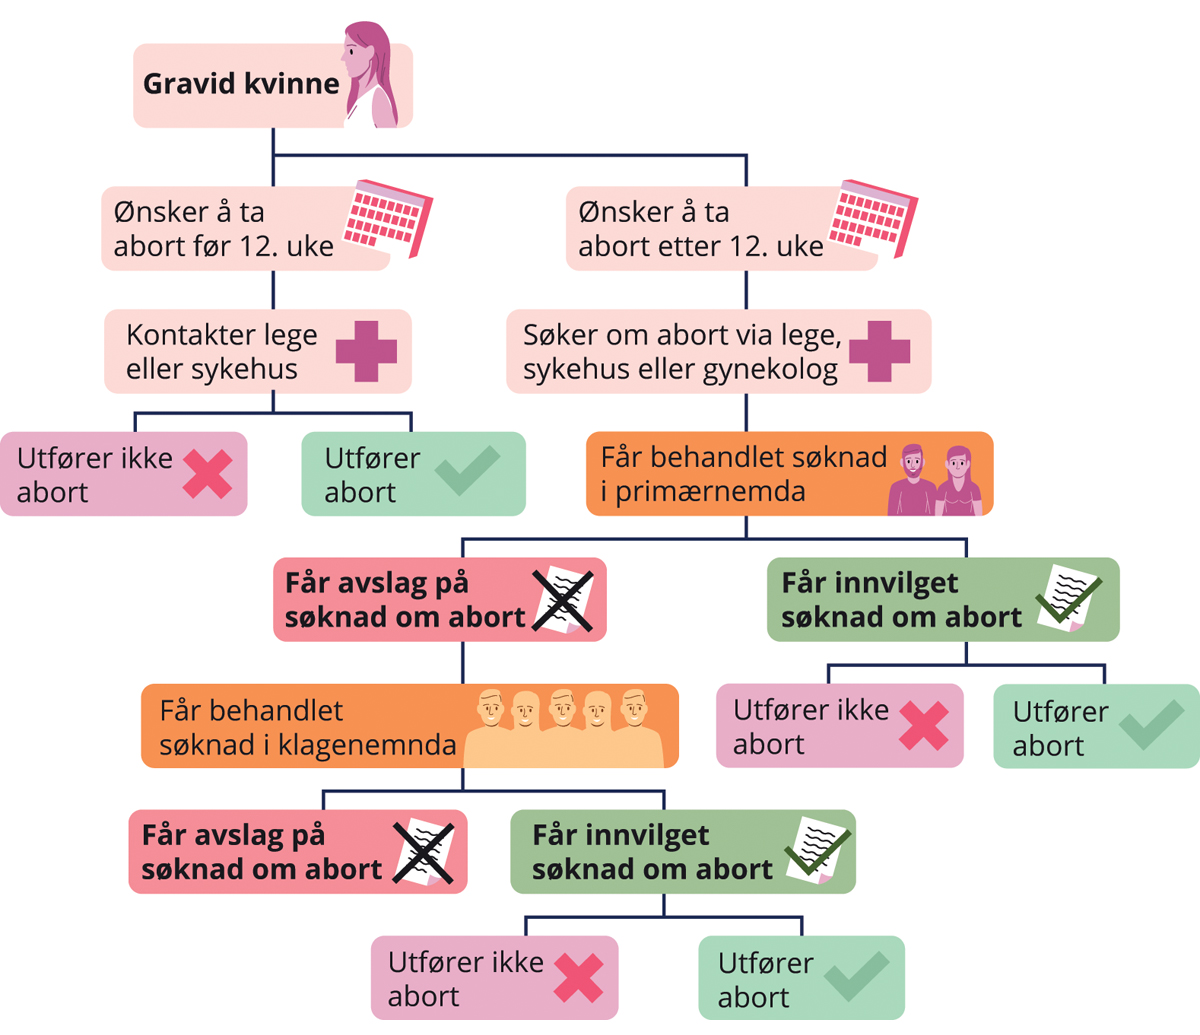 Gravid kvinne
Ønsker å ta
abort før 12. uke
Ønsker å ta
abort etter 12. uke
Kontakter lege
eller sykehus
Søker om abort via lege,
sykehus eller gynekolog
Utfører ikke
abort
Utfører
abort
Får behandlet søknad
i primærnemda
Får avslag på
søknad om abort
Får innvilget
søknad om abort
Får behandlet
søknad i klagenemnda
Utfører ikke
abort
Utfører
abort
Får avslag på
søknad om abort
Får innvilget
søknad om abort
Utfører ikke
abort
Utfører
abort